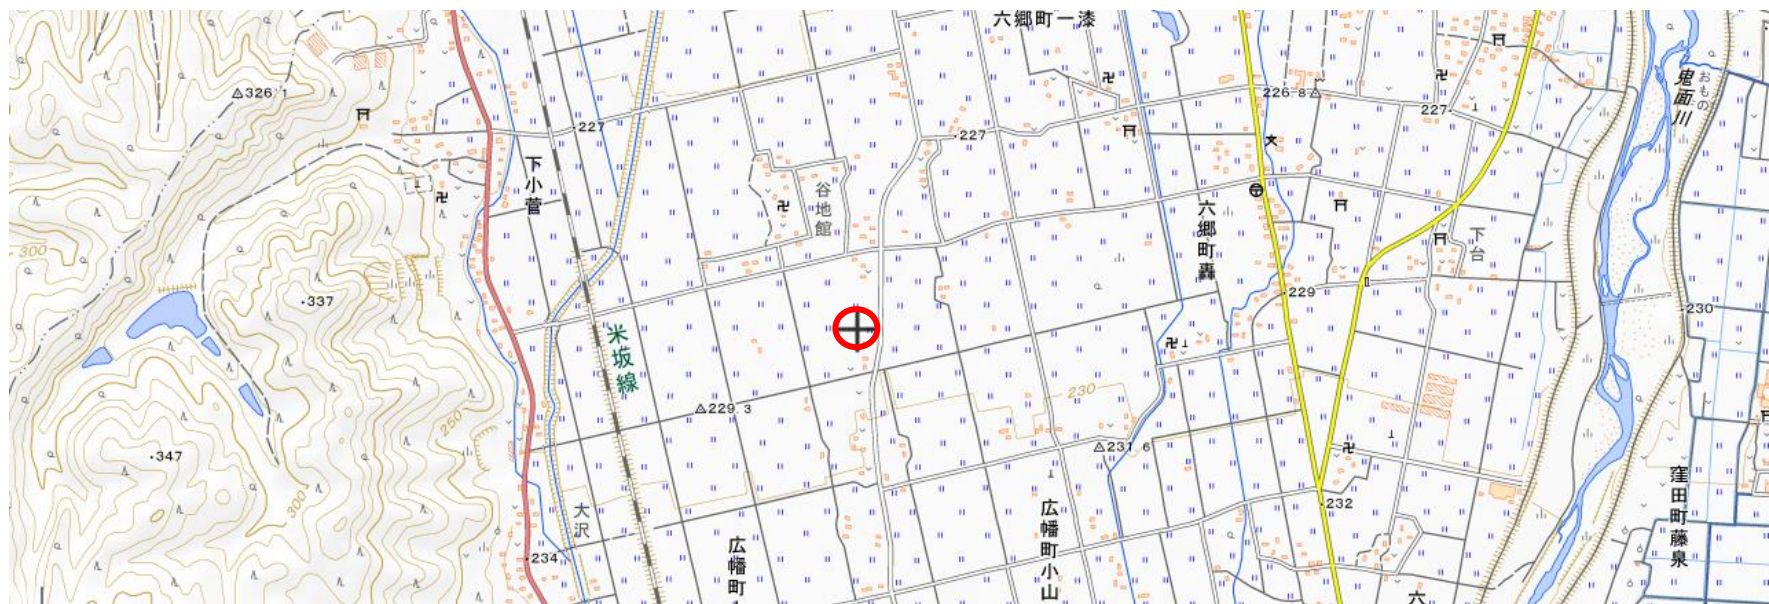 六郷町一漆
326.1
227
226.8
227
227
おもの
鬼面川
下小菅
谷地館
六郷町轟
下台
300
337
229
230
米坂線
229.3
230
250
231.6
347
300
大沢
232
広幡町小山
窪田町藤泉
広幡町
234
六